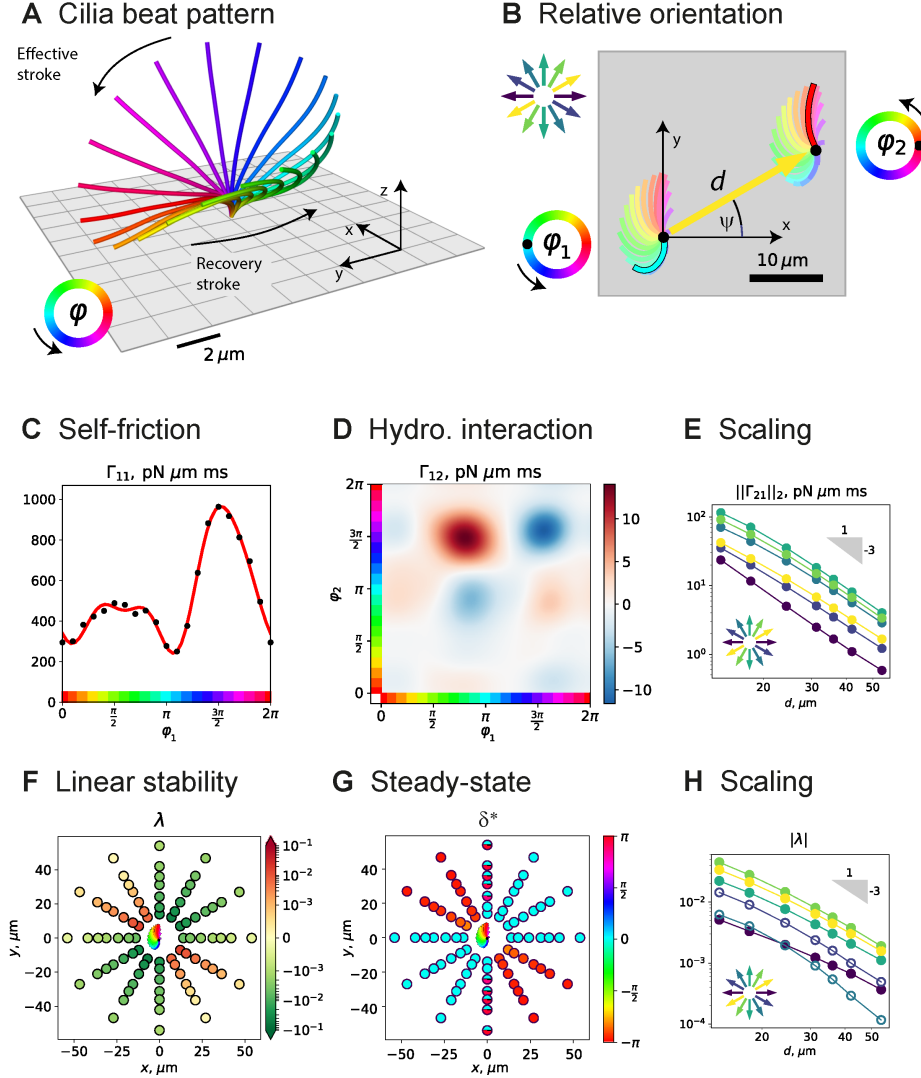 A Cilia beat pattern
Effective
stroke
Recovery
stroke
z
x
y
φ
2 μm
B Relative orientation
y
x
d
ψ
φ₁
φ₂
10 μm
C Self-friction
Γ₁₁, pN μm ms
1000
800
600
400
200
0
0 π/2 π 3π/2 2π
φ₁
D Hydro. interaction
Γ₁₂, pN μm ms
2π
3π/2
π
π/2
0
φ₂
0 π/2 π 3π/2 2π
φ₁
10
5
0
−5
−10
E Scaling
||Γ₂₁||₂, pN μm ms
10²
10¹
10⁰
1
-3
20 30 40 50
d, μm
F Linear stability
λ
40
20
0
−20
−40
y, μm
−50 −25 0 25 50
x, μm
10⁻¹
10⁻²
10⁻³
0
−10⁻³
−10⁻²
−10⁻¹
G Steady-state
δ*
40
20
0
−20
−40
y, μm
−50 −25 0 25 50
x, μm
π
π/2
0
−π/2
−π
H Scaling
|λ|
10⁻²
10⁻³
10⁻⁴
1
-3
20 30 40 50
d, μm